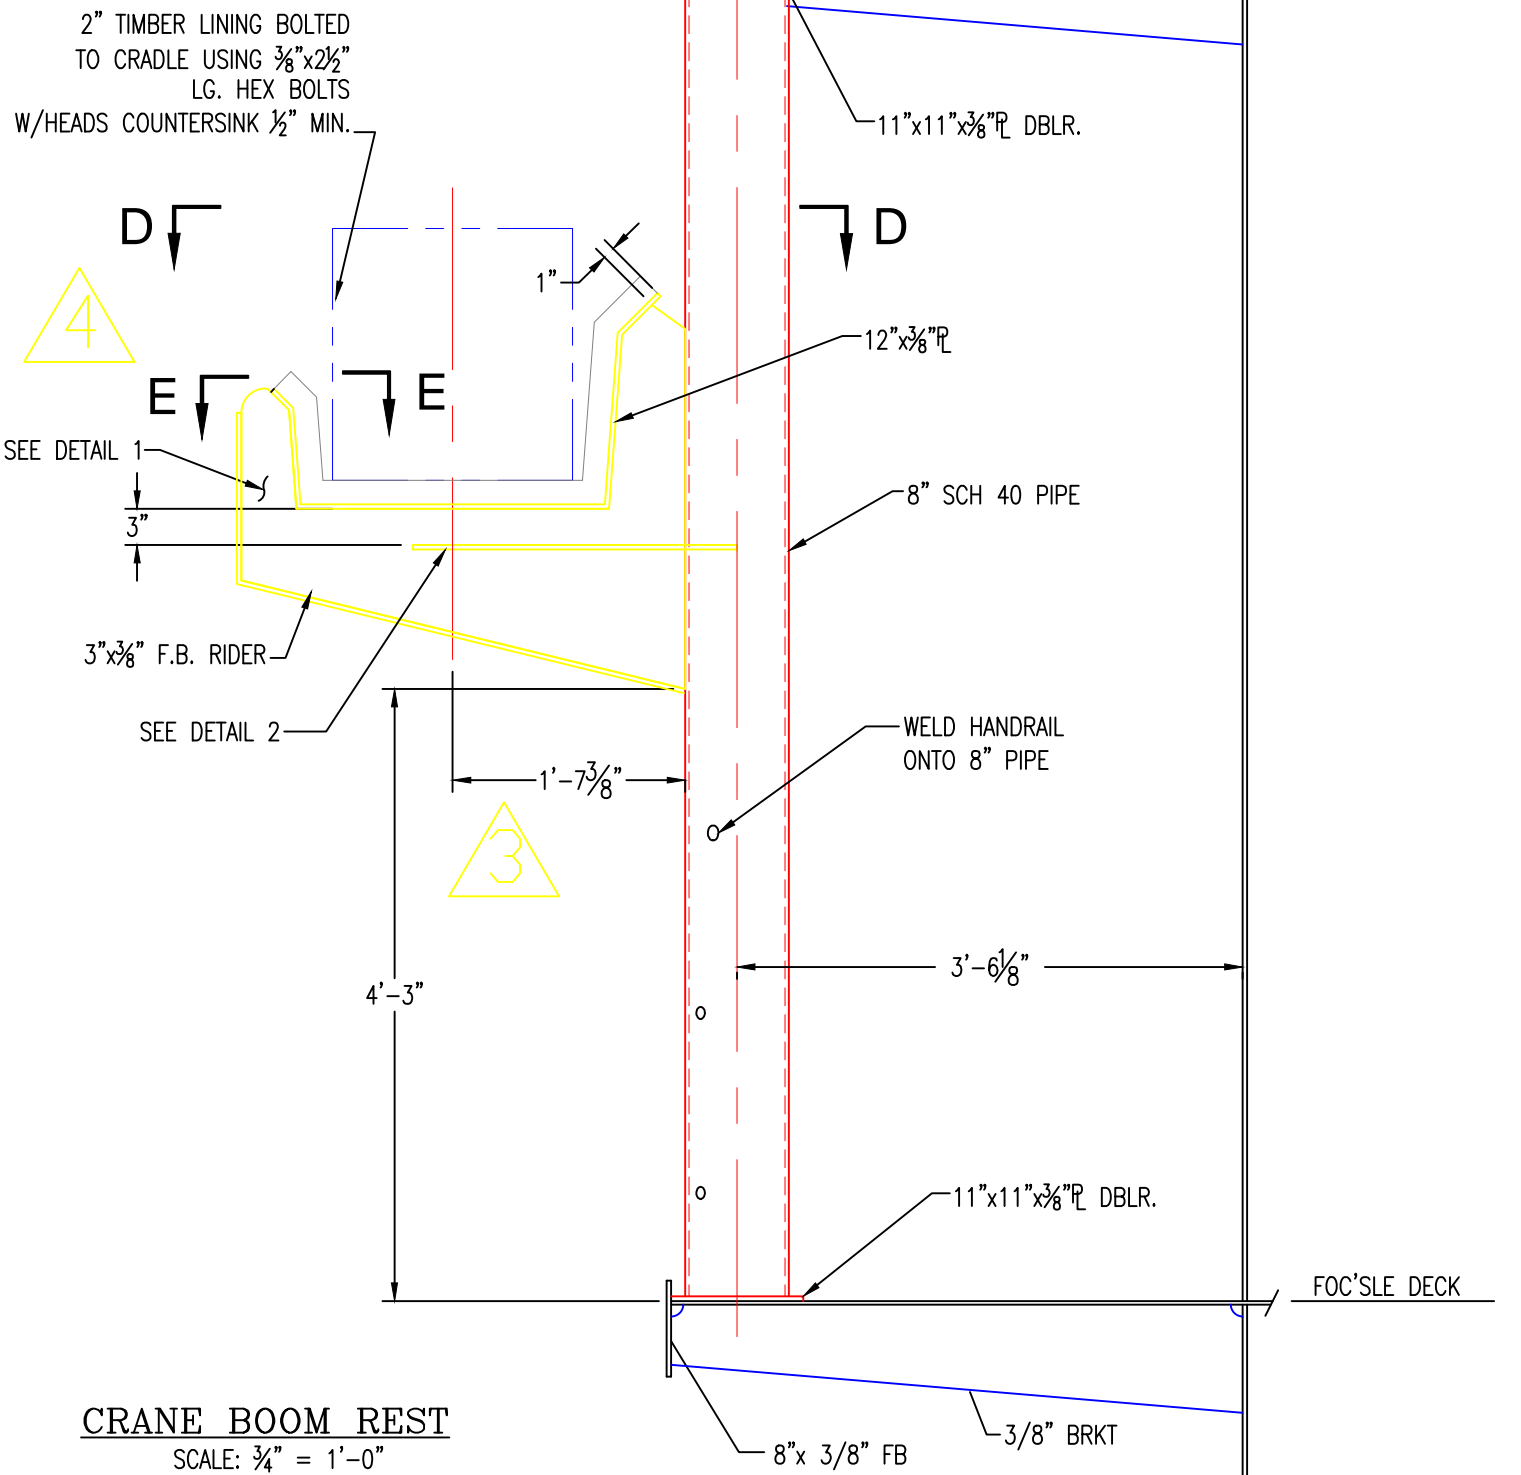 2" TIMBER LINING BOLTED
TO CRADLE USING ⅜"x2½"
LG. HEX BOLTS
W/HEADS COUNTERSINK ½" MIN.
11"x11"x⅜"PL DBLR.
D
D
1"
4
12"x⅜"PL
E
E
SEE DETAIL 1
8" SCH 40 PIPE
3"
3"x⅜" F.B. RIDER
SEE DETAIL 2
WELD HANDRAIL
ONTO 8" PIPE
1'-7⅜"
3
3'-6⅛"
4'-3"
11"x11"x⅜"PL DBLR.
FOC'SLE DECK
CRANE BOOM REST
SCALE: ¾" = 1'-0"
3/8" BRKT
8"x 3/8" FB